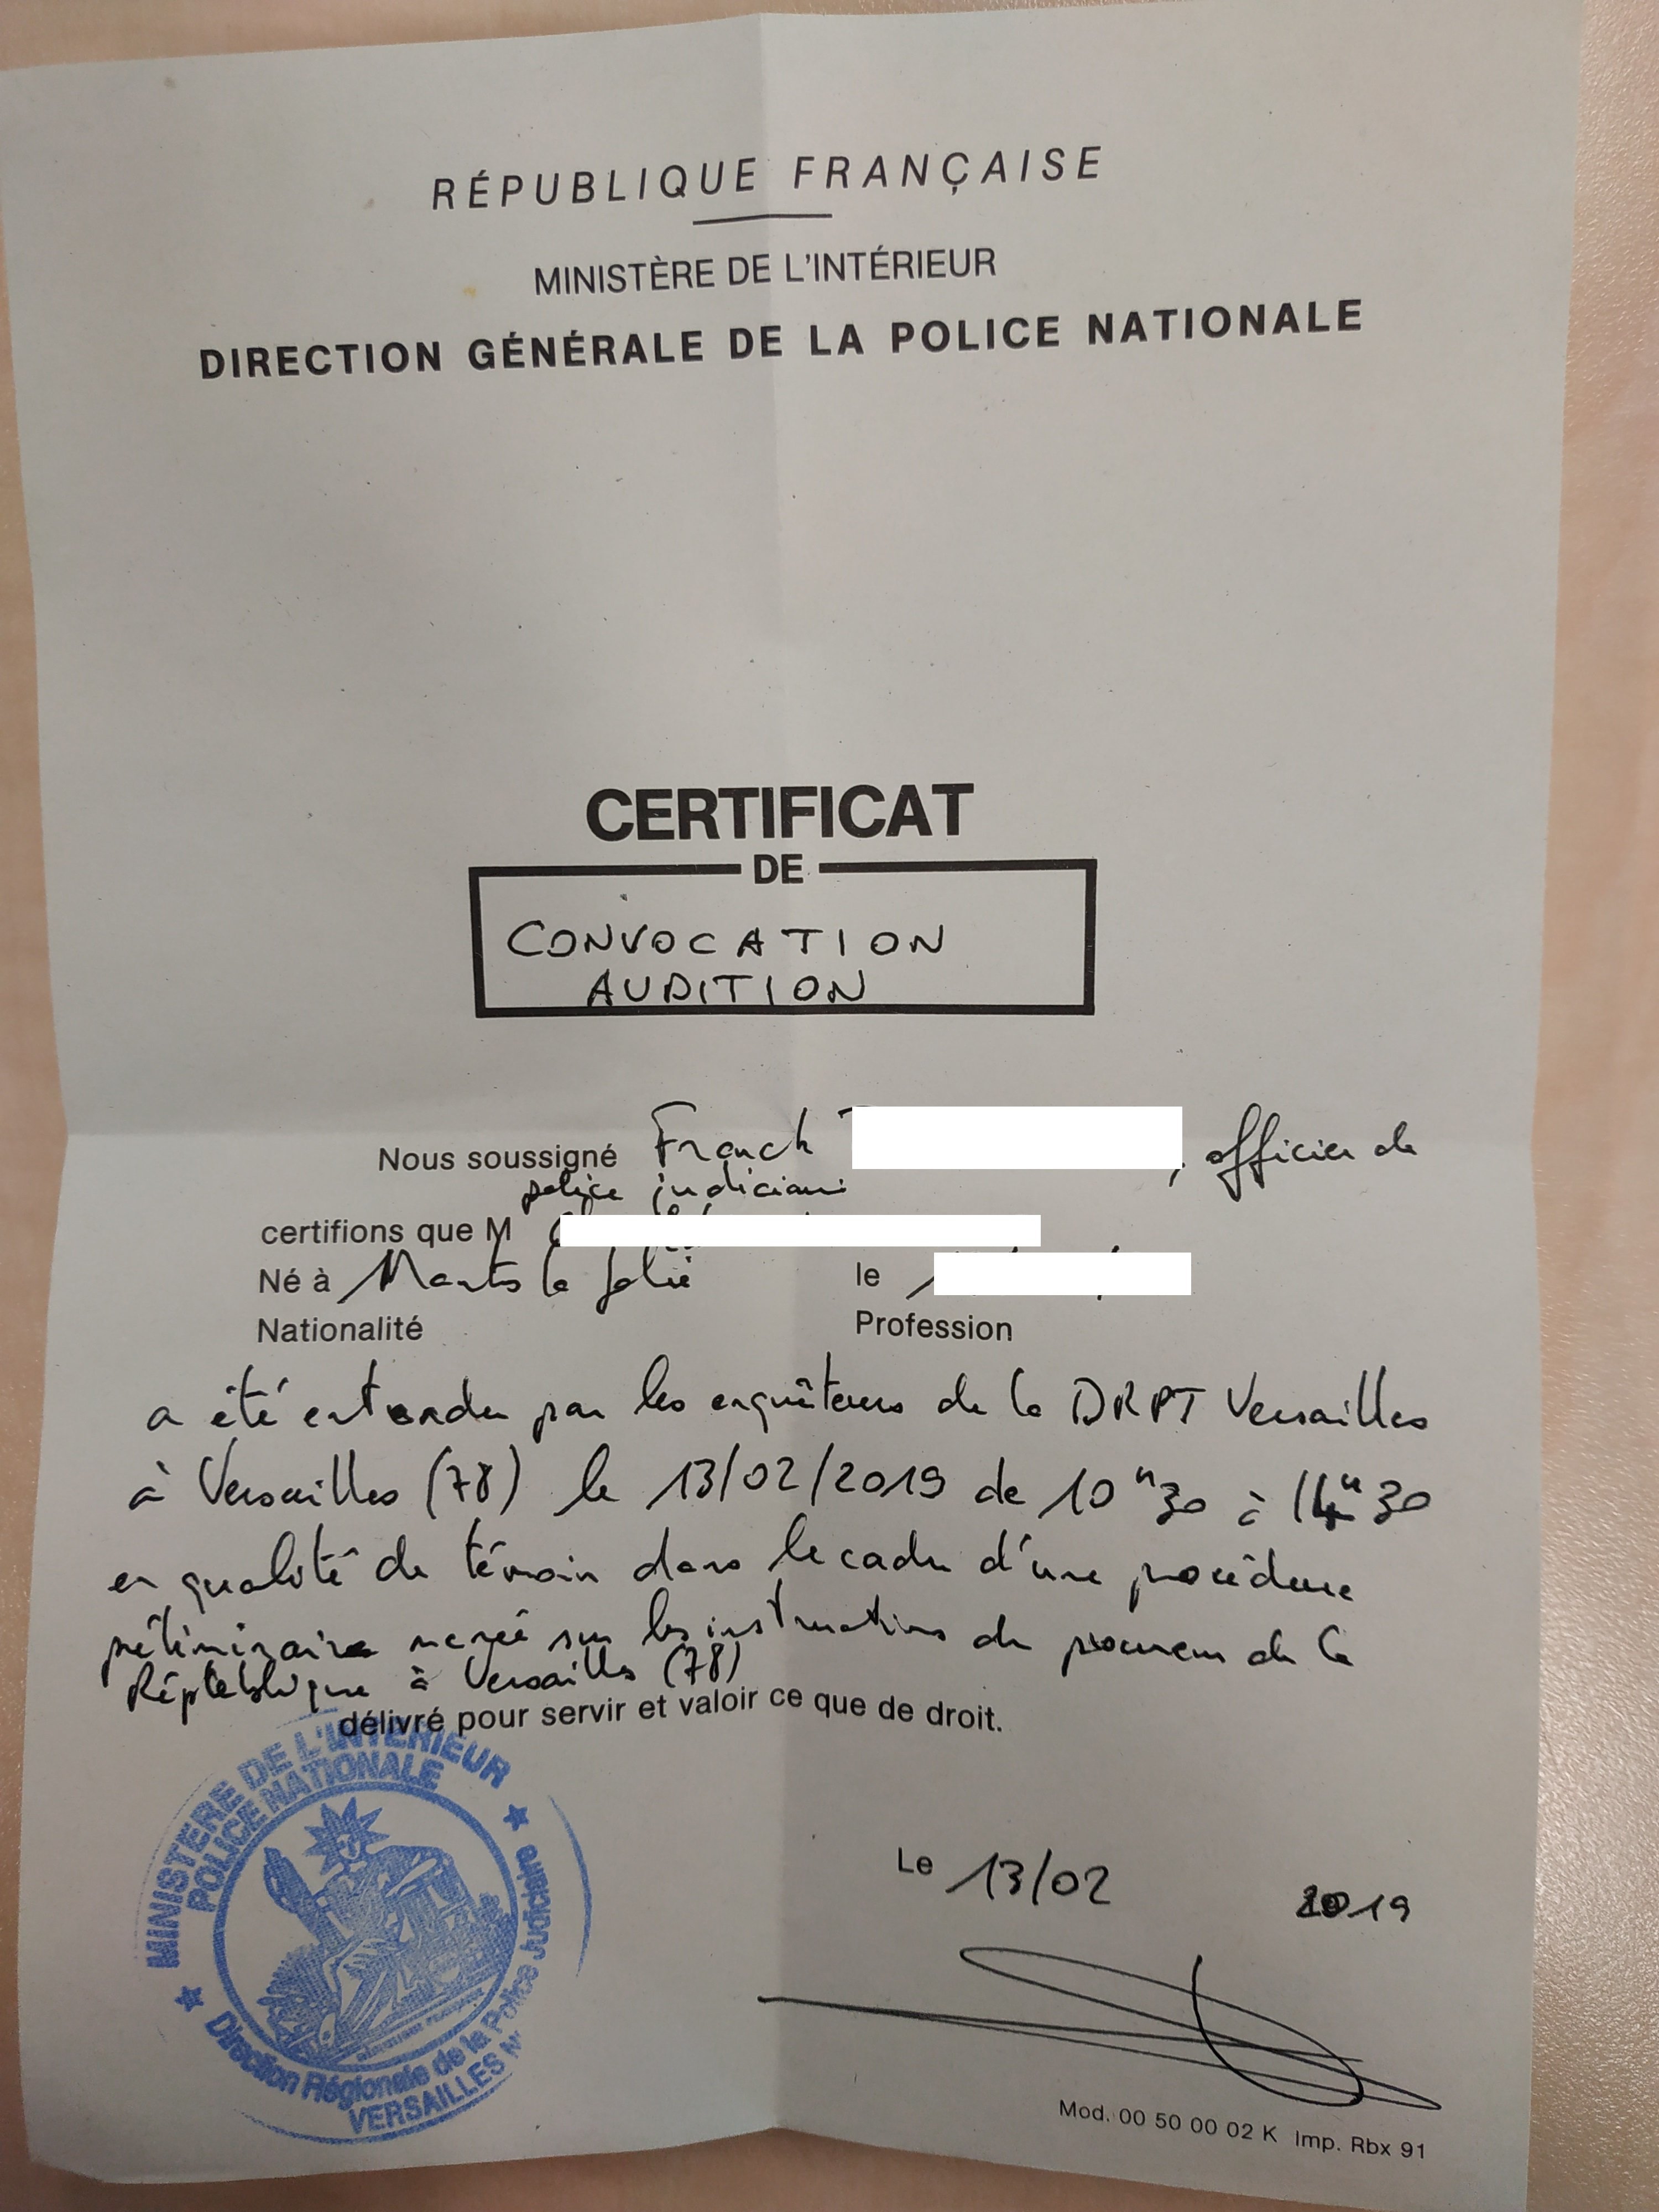 RÉPUBLIQUE FRANÇAISE
MINISTÈRE DE L'INTÉRIEUR
DIRECTION GÉNÉRALE DE LA POLICE NATIONALE
CERTIFICAT
DE
CONVOCATION
AUDITION
Nous soussigné Franck , officier de
police judiciaire
certifions que M
Né à Mantes la Jolie le
Nationalité Profession
a été entendu par les enquêteurs de la DRPJ Versailles
à Versailles (78) le 13/02/2019 de 10h30 à 14h30
en qualité de témoin dans le cadre d'une procédure
préliminaire menée sur les instructions du procureur de la
République à Versailles (78)
délivré pour servir et valoir ce que de droit.
MINISTERE DE L'INTERIEUR
POLICE NATIONALE
Direction Régionale de la Police Judiciaire
VERSAILLES
Le 13/02 2019
Mod. 00 50 00 02 K Imp. Rbx 91